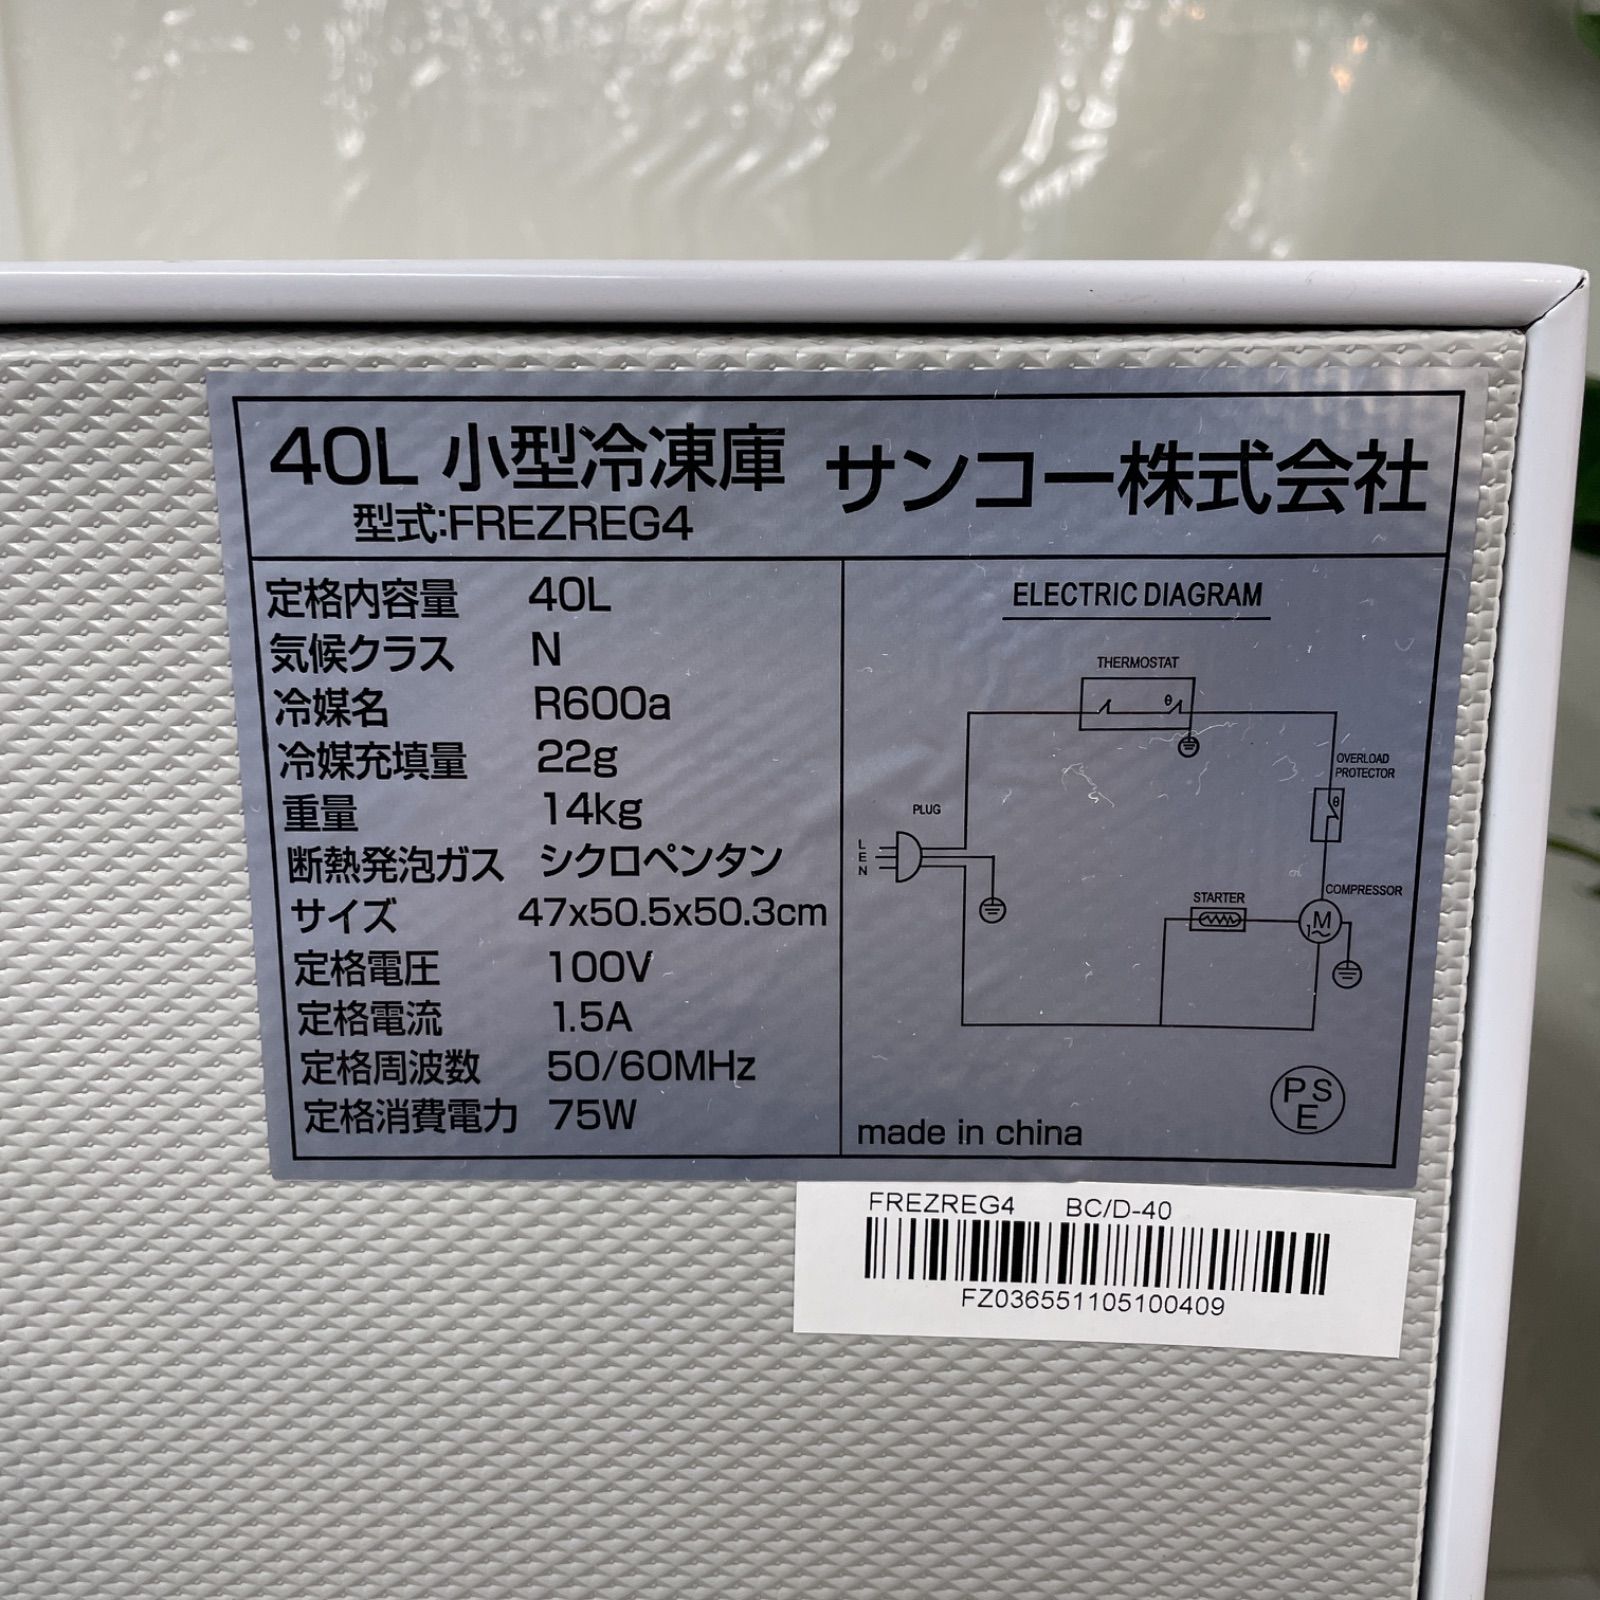 40L 小型冷凍庫 サンコー株式会社
型式:FREZREG4
定格内容量 40L
気候クラス N
冷媒名 R600a
冷媒充填量 22g
重量 14kg
断熱発泡ガス シクロペンタン
サイズ 47x50.5x50.3cm
定格電圧 100V
定格電流 1.5A
定格周波数 50/60MHz
定格消費電力 75W
ELECTRIC DIAGRAM
THERMOSTAT
θ
OVERLOAD
PROTECTOR
θ
PLUG
L
E
N
STARTER
COMPRESSOR
M
1~
made in china
PS
E
FREZREG4 BC/D-40
FZ036551105100409